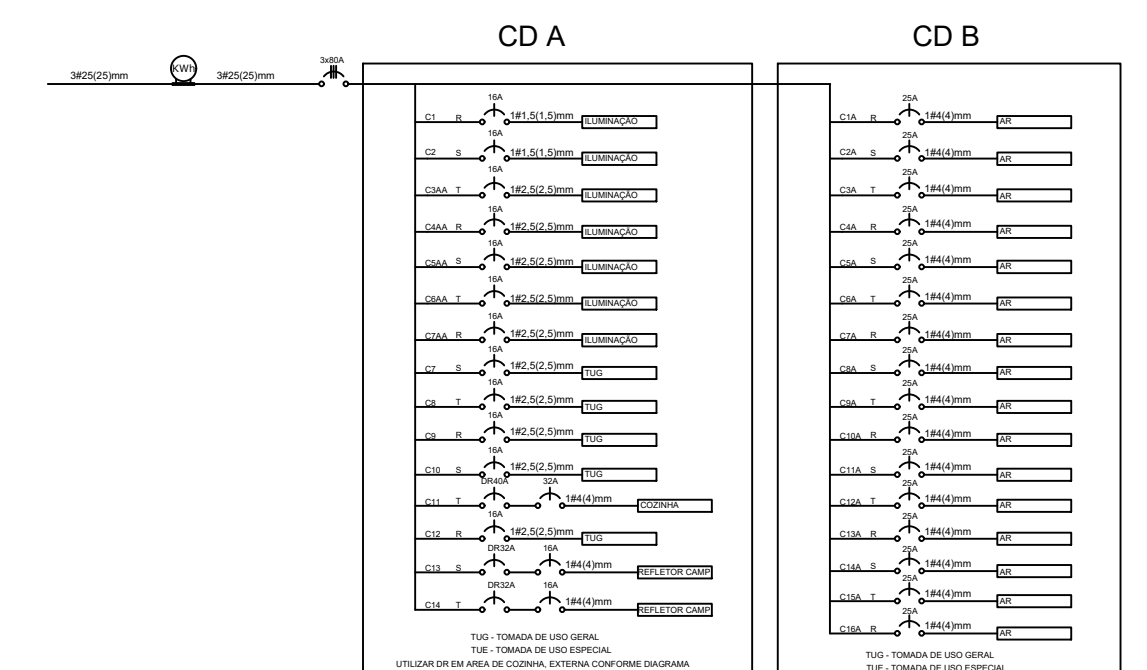 CD A
CD B
3#25(25)mm
KWh
3#25(25)mm
3x80A
16A
C1 R 1#1,5(1,5)mm ILUMINAÇÃO
16A
C2 S 1#1,5(1,5)mm ILUMINAÇÃO
16A
C3AA T 1#2,5(2,5)mm ILUMINAÇÃO
16A
C4AA R 1#2,5(2,5)mm ILUMINAÇÃO
16A
C5AA S 1#2,5(2,5)mm ILUMINAÇÃO
16A
C6AA T 1#2,5(2,5)mm ILUMINAÇÃO
16A
C7AA R 1#2,5(2,5)mm ILUMINAÇÃO
16A
C7 S 1#2,5(2,5)mm TUG
16A
C8 T 1#2,5(2,5)mm TUG
16A
C9 R 1#2,5(2,5)mm TUG
16A
C10 S 1#2,5(2,5)mm TUG
DR40A 32A
C11 T 1#4(4)mm COZINHA
16A
C12 R 1#2,5(2,5)mm TUG
DR32A 16A
C13 S 1#4(4)mm REFLETOR CAMP
DR32A 16A
C14 T 1#4(4)mm REFLETOR CAMP
TUG - TOMADA DE USO GERAL
TUE - TOMADA DE USO ESPECIAL
UTILIZAR DR EM AREA DE COZINHA, EXTERNA CONFORME DIAGRAMA
25A
C1A R 1#4(4)mm AR
25A
C2A S 1#4(4)mm AR
25A
C3A T 1#4(4)mm AR
25A
C4A R 1#4(4)mm AR
25A
C5A S 1#4(4)mm AR
25A
C6A T 1#4(4)mm AR
25A
C7A R 1#4(4)mm AR
25A
C8A S 1#4(4)mm AR
25A
C9A T 1#4(4)mm AR
25A
C10A R 1#4(4)mm AR
25A
C11A S 1#4(4)mm AR
25A
C12A T 1#4(4)mm AR
25A
C13A R 1#4(4)mm AR
25A
C14A S 1#4(4)mm AR
25A
C15A T 1#4(4)mm AR
25A
C16A R 1#4(4)mm AR
TUG - TOMADA DE USO GERAL
TUE - TOMADA DE USO ESPECIAL